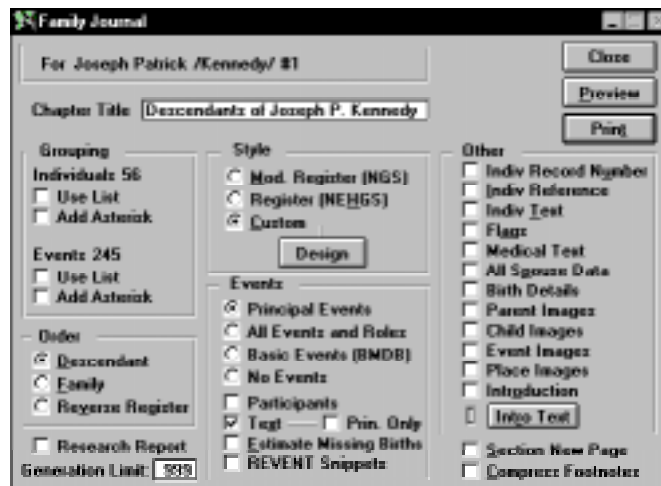 Family Journal
For Joseph Patrick /Kennedy/ #1
Close
Preview
Print
Chapter Title Descendants of Joseph P. Kennedy
Grouping
Individuals 56
Use List
Add Asterisk
Events 245
Use List
Add Asterisk
Order
Descendant
Family
Reverse Register
Research Report
Generation Limit: 999
Style
Mod. Register (NGS)
Register (NEHGS)
Custom
Design
Events
Principal Events
All Events and Roles
Basic Events (BMDB)
No Events
Participants
Text Prin. Only
Estimate Missing Births
REVENT Snippets
Other
Indiv Record Number
Indiv Reference
Indiv Text
Flags
Medical Text
All Spouse Data
Birth Details
Parent Images
Child Images
Event Images
Place Images
Introduction
Intro Text
Section New Page
Compress Footnotes